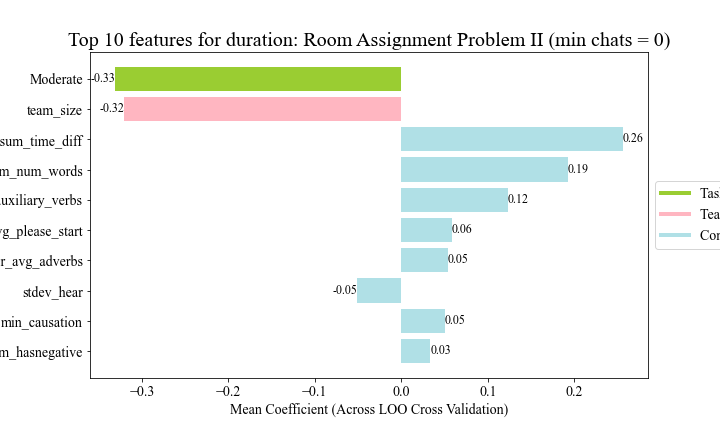 Top 10 features for duration: Room Assignment Problem II (min chats = 0)
Moderate -0.33
team_size -0.32
sum_time_diff 0.26
m_num_words 0.19
uxiliary_verbs 0.12
vg_please_start 0.06
r_avg_adverbs 0.05
stdev_hear -0.05
min_causation 0.05
m_hasnegative 0.03
Tas
Tea
Con
−0.3 −0.2 −0.1 0.0 0.1 0.2
Mean Coefficient (Across LOO Cross Validation)